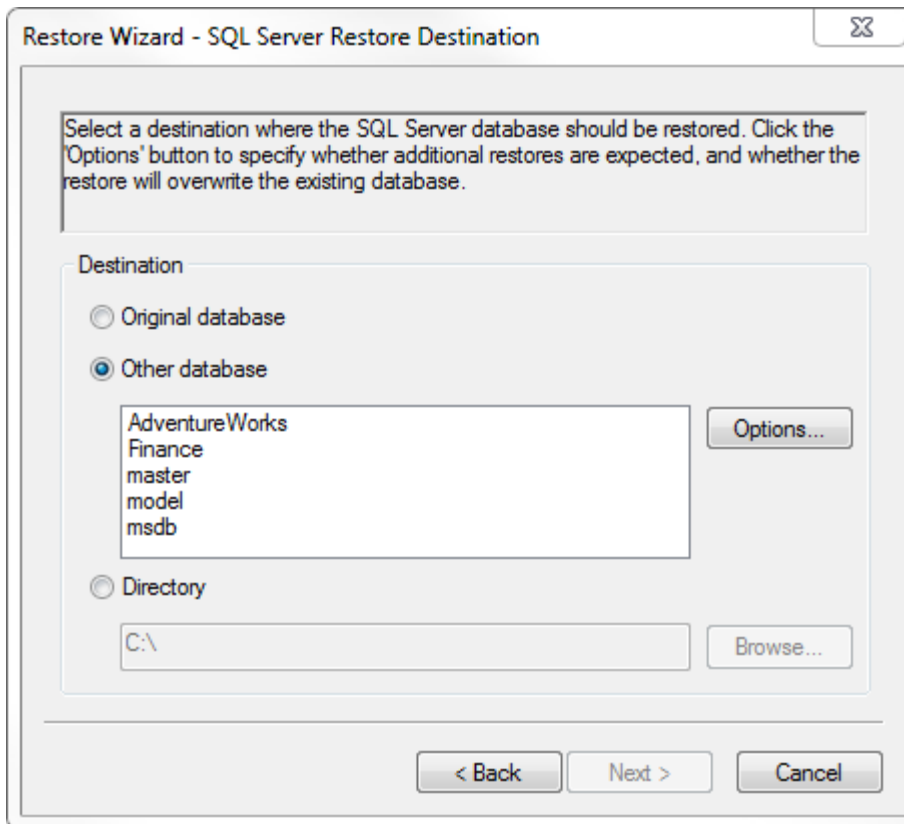 Restore Wizard - SQL Server Restore Destination
Select a destination where the SQL Server database should be restored. Click the
'Options' button to specify whether additional restores are expected, and whether the
restore will overwrite the existing database.
Destination
Original database
Other database
AdventureWorks
Finance
master
model
msdb
Options...
Directory
C:\
Browse...
< Back
Next >
Cancel